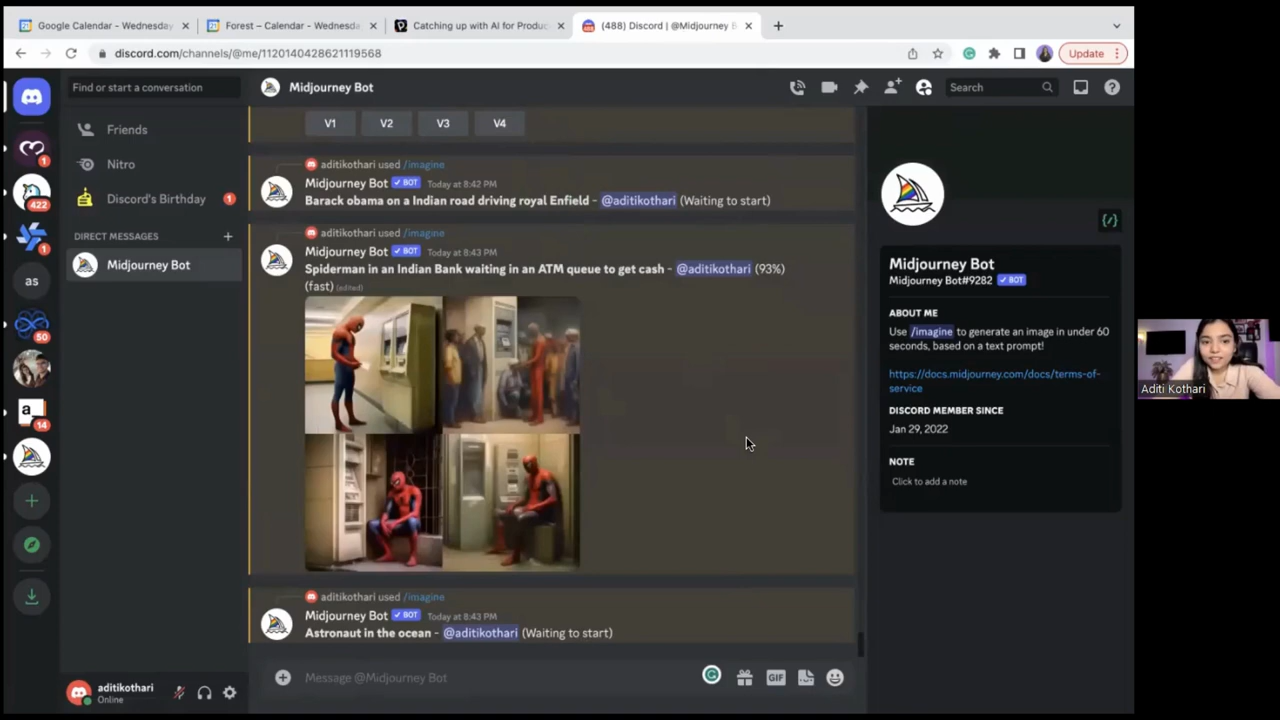 Google Calendar - Wednesday
Forest – Calendar - Wednesda
Catching up with AI for Produc
(488) Discord | @Midjourney B
discord.com/channels/@me/1120140428621119568
Update
Find or start a conversation
Midjourney Bot
Search
Friends
Nitro
Discord's Birthday
1
DIRECT MESSAGES
Midjourney Bot
1
422
1
as
50
a
14
aditikothari
Online
V1 V2 V3 V4
aditikothari used /imagine
Midjourney Bot BOT Today at 8:42 PM
Barack obama on a Indian road driving royal Enfield - @aditikothari (Waiting to start)
aditikothari used /imagine
Midjourney Bot BOT Today at 8:43 PM
Spiderman in an Indian Bank waiting in an ATM queue to get cash - @aditikothari (93%)
(fast) (edited)
aditikothari used /imagine
Midjourney Bot BOT Today at 8:43 PM
Astronaut in the ocean - @aditikothari (Waiting to start)
Message @Midjourney Bot
GIF
Midjourney Bot
Midjourney Bot#9282 BOT
ABOUT ME
Use /imagine to generate an image in under 60
seconds, based on a text prompt!
https://docs.midjourney.com/docs/terms-of-
service
DISCORD MEMBER SINCE
Jan 29, 2022
NOTE
Click to add a note
Aditi Kothari